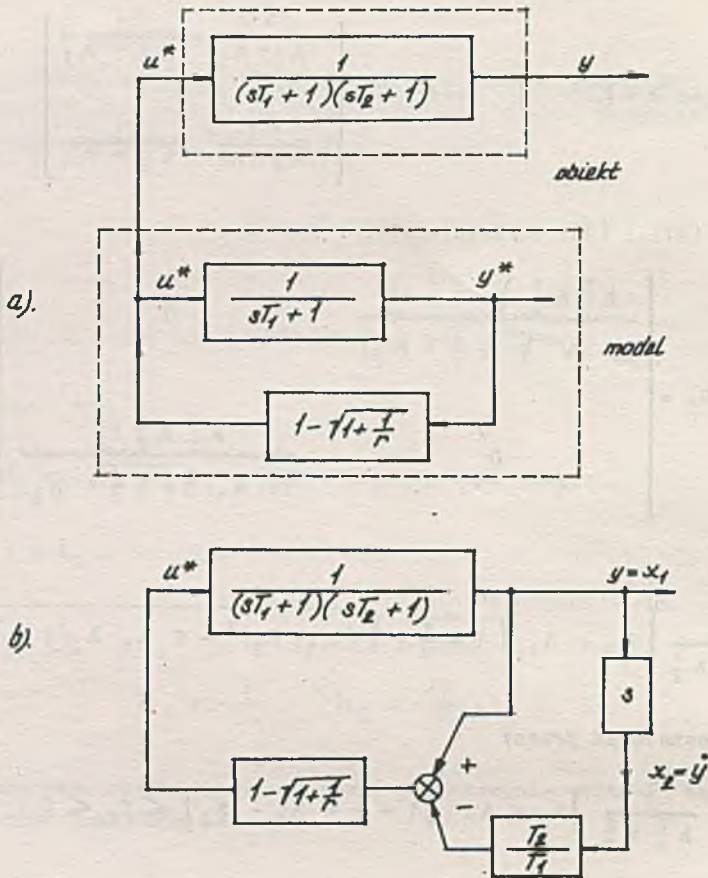 u*
1
(sT₁ + 1)(sT₂ + 1)
y
obiekt
a).
u*
1
sT₁ + 1
y*
model
1 - √(1 + 1/r)
b).
u*
1
(sT₁ + 1)(sT₂ + 1)
y = x₁
s
+
-
1 - √(1 + 1/r)
x₂ = ẏ
T₂
T₁